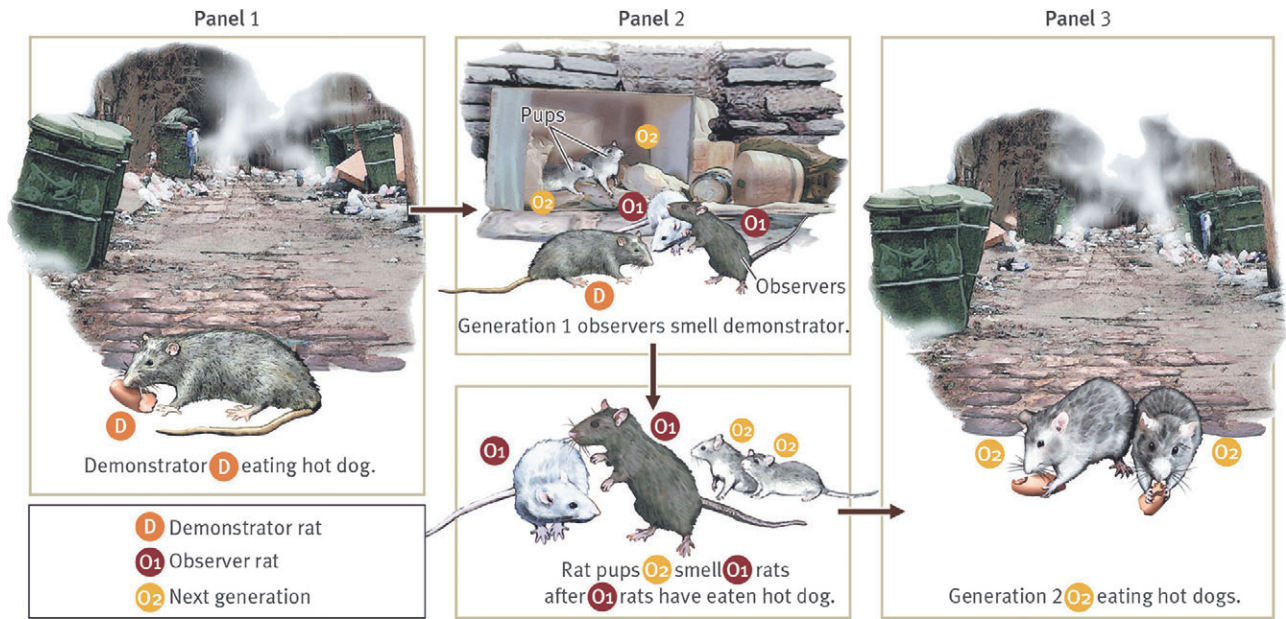 Panel 1
D
Demonstrator D eating hot dog.
D Demonstrator rat
O1 Observer rat
O2 Next generation
Panel 2
Pups
O2
O2
O1
O1
D
Observers
Generation 1 observers smell demonstrator.
O1
O1
O2
O2
Rat pups O2 smell O1 rats
after O1 rats have eaten hot dog.
Panel 3
O2
O2
Generation 2 O2 eating hot dogs.